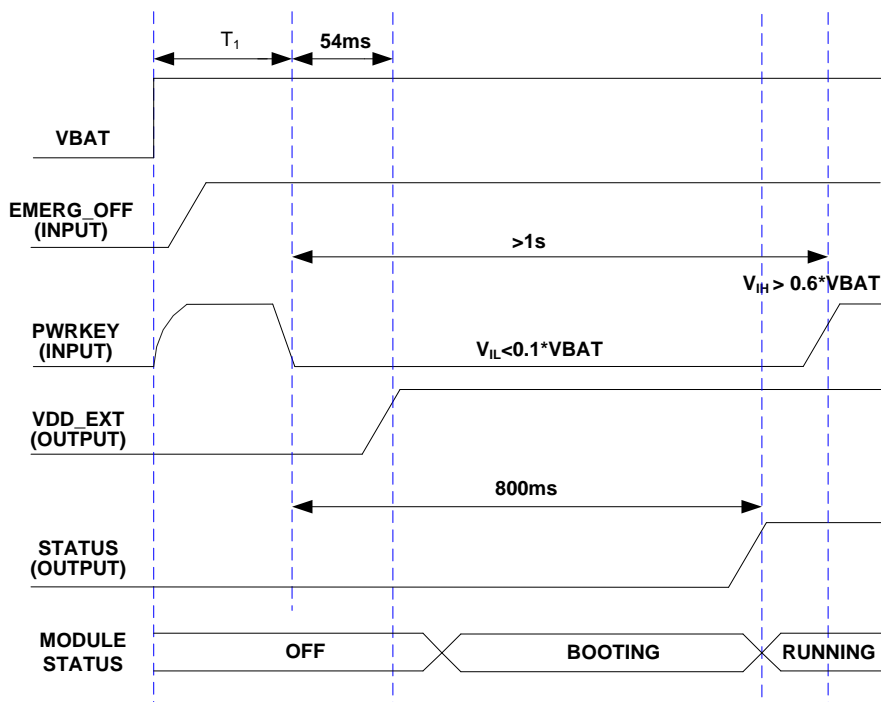 T₁
54ms
VBAT
EMERG_OFF
(INPUT)
>1s
VIH > 0.6*VBAT
PWRKEY
(INPUT)
VIL<0.1*VBAT
VDD_EXT
(OUTPUT)
800ms
STATUS
(OUTPUT)
MODULE
STATUS
OFF
BOOTING
RUNNING